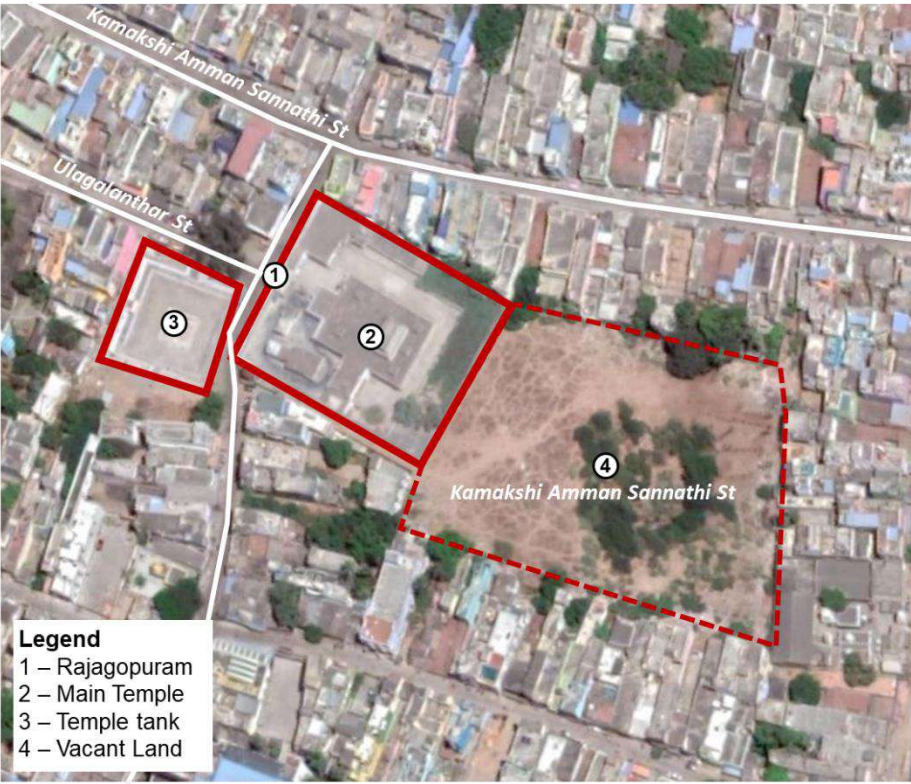 Kamakshi Amman Sannathi St
Ulagalanthar St
1
2
3
4
Kamakshi Amman Sannathi St
Legend
1 – Rajagopuram
2 – Main Temple
3 – Temple tank
4 – Vacant Land